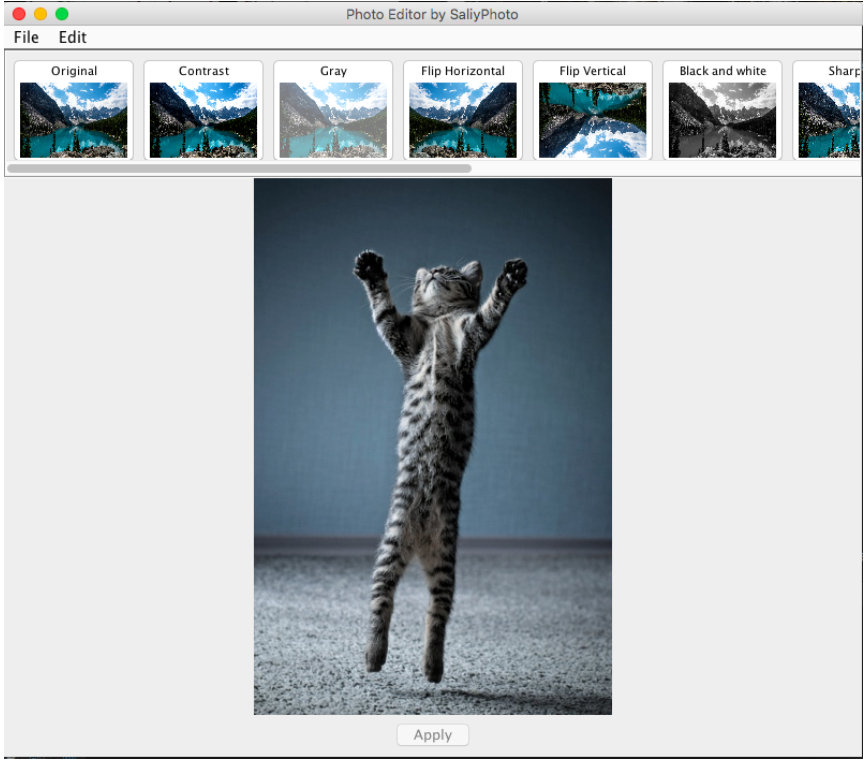 Photo Editor by SaliyPhoto
File Edit
Original Contrast Gray Flip Horizontal Flip Vertical Black and white Sharp
Apply